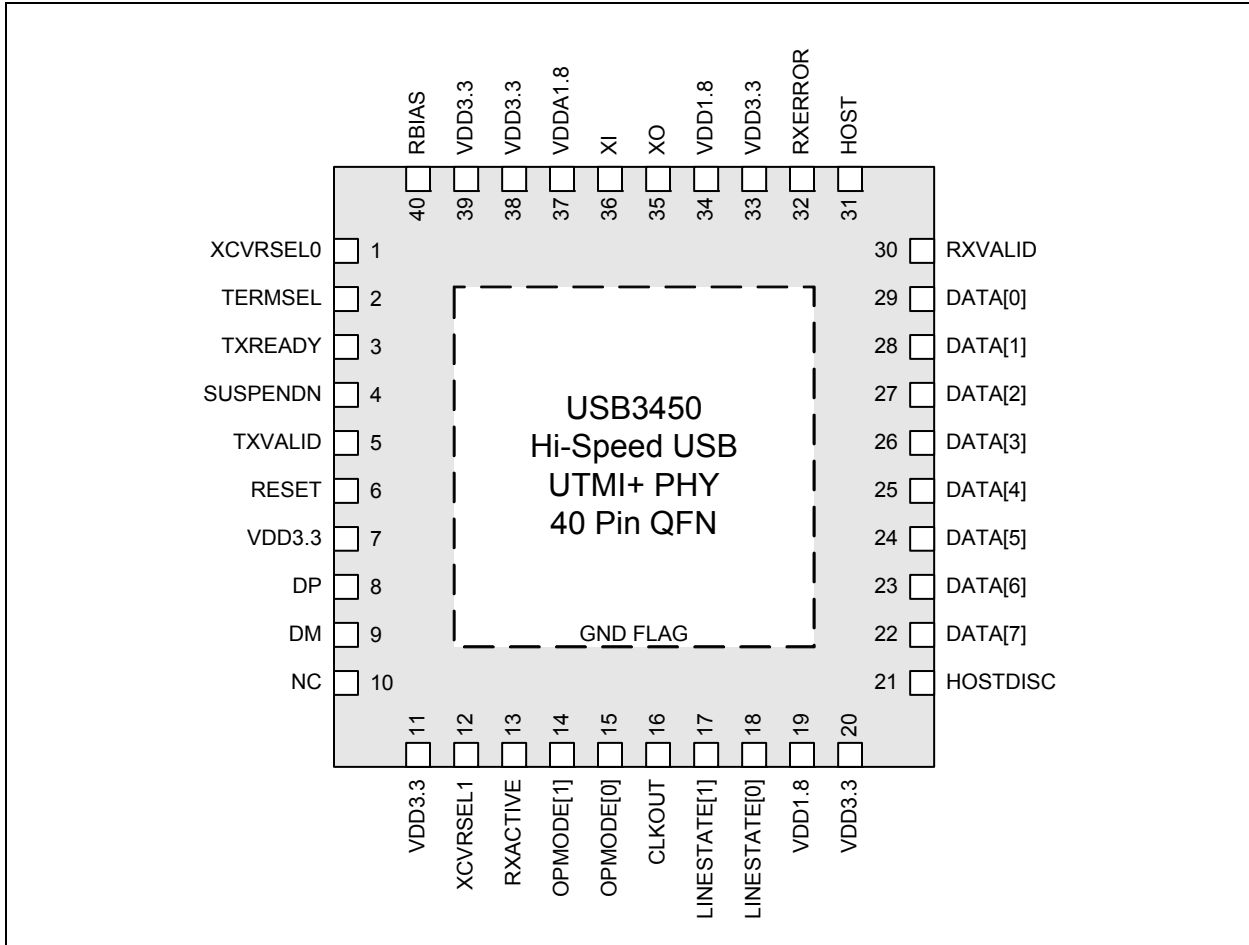 RBIAS
VDD3.3
VDD3.3
VDDA1.8
XI
XO
VDD1.8
VDD3.3
RXERROR
HOST
40
39
38
37
36
35
34
33
32
31
XCVRSEL0 1
TERMSEL 2
TXREADY 3
SUSPENDN 4
TXVALID 5
RESET 6
VDD3.3 7
DP 8
DM 9
NC 10
USB3450
Hi-Speed USB
UTMI+ PHY
40 Pin QFN
GND FLAG
30 RXVALID
29 DATA[0]
28 DATA[1]
27 DATA[2]
26 DATA[3]
25 DATA[4]
24 DATA[5]
23 DATA[6]
22 DATA[7]
21 HOSTDISC
11
12
13
14
15
16
17
18
19
20
VDD3.3
XCVRSEL1
RXACTIVE
OPMODE[1]
OPMODE[0]
CLKOUT
LINESTATE[1]
LINESTATE[0]
VDD1.8
VDD3.3